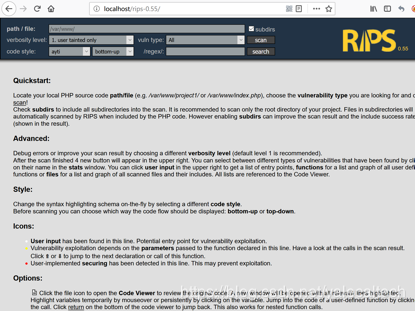 localhost/rips-0.55/
path / file: /var/www/ subdirs
verbosity level: 1. user tainted only vuln type: All scan
code style: ayti bottom-up /regex/: search
RIPS 0.55
Quickstart:
Locate your local PHP source code path/file (e.g. /var/www/project1/ or /var/www/index.php), choose the vulnerability type you are looking for and c
scan!
Check subdirs to include all subdirectories into the scan. It is recommended to scan only the root directory of your project. Files in subdirectories will
automatically scanned by RIPS when included by the PHP code. However enabling subdirs can improve the scan result and the include success rate
(shown in the result).
Advanced:
Debug errors or improve your scan result by choosing a different verbosity level (default level 1 is recommended).
After the scan finished 4 new button will appear in the upper right. You can select between different types of vulnerabilities that have been found by cli
on their name in the stats window. You can click user input in the upper right to get a list of entry points, functions for a list and graph of all user defi
functions or files for a list and graph of all scanned files and their includes. All lists are referenced to the Code Viewer.
Style:
Change the syntax highlighting schema on-the-fly by selecting a different code style.
Before scanning you can choose which way the code flow should be displayed: bottom-up or top-down.
Icons:
User input has been found in this line. Potential entry point for vulnerability exploitation.
Vulnerability exploitation depends on the parameters passed to the function declared in this line. Have a look at the calls in the scan result.
Click ⇑ or ⇓ to jump to the next declaration or call of this function.
User-implemented securing has been detected in this line. This may prevent exploitation.
Options:
Click the file icon to open the Code Viewer to review the
Highlight variables temporarily by mouseover or persistently by clicking on the variable. Jump into the code of a user-defined function by clicking
the call. Click return on the bottom of the code viewer to jump back. This also works for nested function calls.